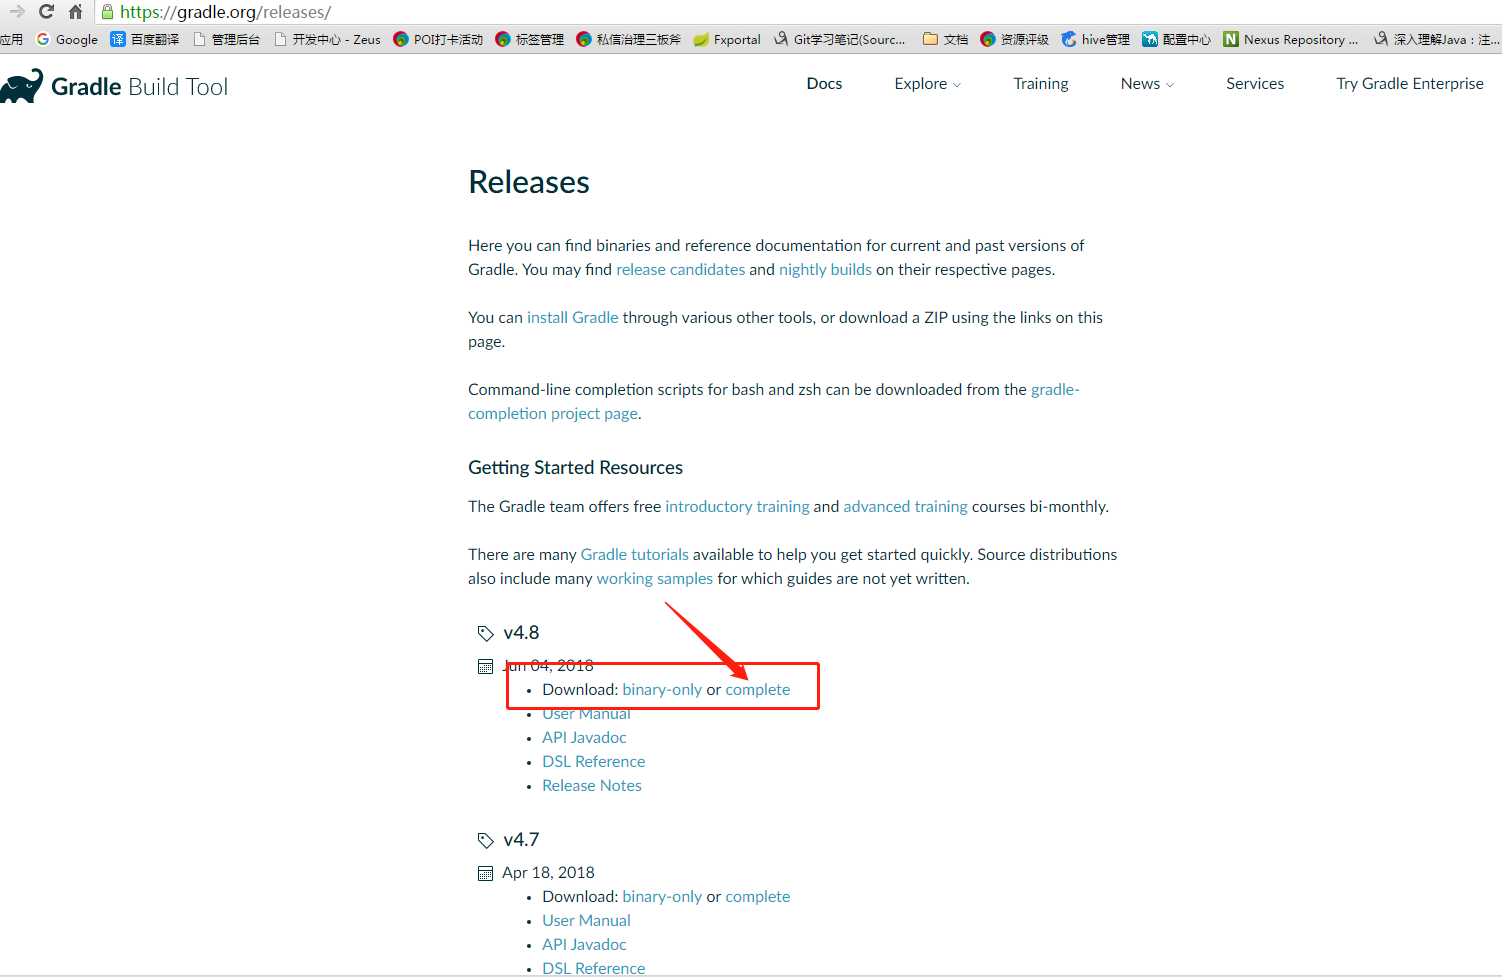 https://gradle.org/releases/
应用 Google 百度翻译 管理后台 开发中心 - Zeus POI打卡活动 标签管理 私信治理三板斧 Fxportal Git学习笔记(Sourc... 文档 资源评级 hive管理 配置中心 Nexus Repository ... 深入理解Java：注...
Gradle Build Tool
Docs Explore Training News Services Try Gradle Enterprise
Releases
Here you can find binaries and reference documentation for current and past versions of
Gradle. You may find release candidates and nightly builds on their respective pages.
You can install Gradle through various other tools, or download a ZIP using the links on this
page.
Command-line completion scripts for bash and zsh can be downloaded from the gradle-
completion project page.
Getting Started Resources
The Gradle team offers free introductory training and advanced training courses bi-monthly.
There are many Gradle tutorials available to help you get started quickly. Source distributions
also include many working samples for which guides are not yet written.
v4.8
Jun 04, 2018
• Download: binary-only or complete
• User Manual
• API Javadoc
• DSL Reference
• Release Notes
v4.7
Apr 18, 2018
• Download: binary-only or complete
• User Manual
• API Javadoc
• DSL Reference